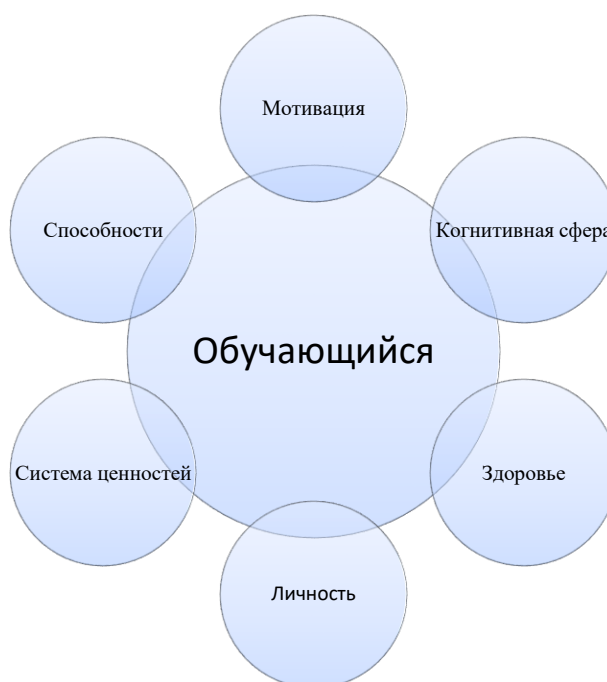 Мотивация
Способности
Когнитивная сфера
Обучающийся
Система ценностей
Здоровье
Личность